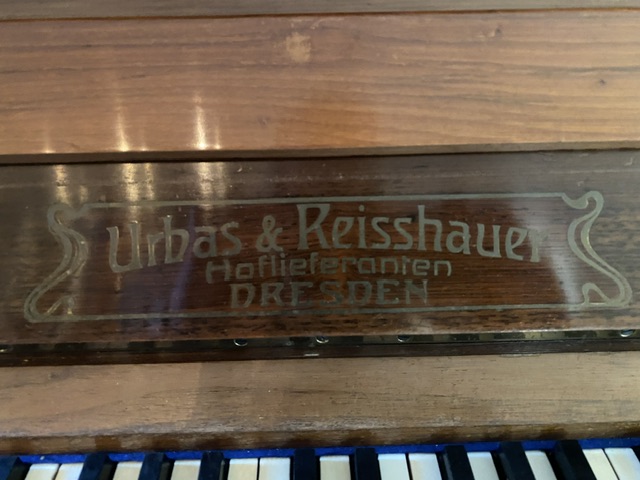 Urbas & Reisshauer
Hoflieferanten
DRESDEN